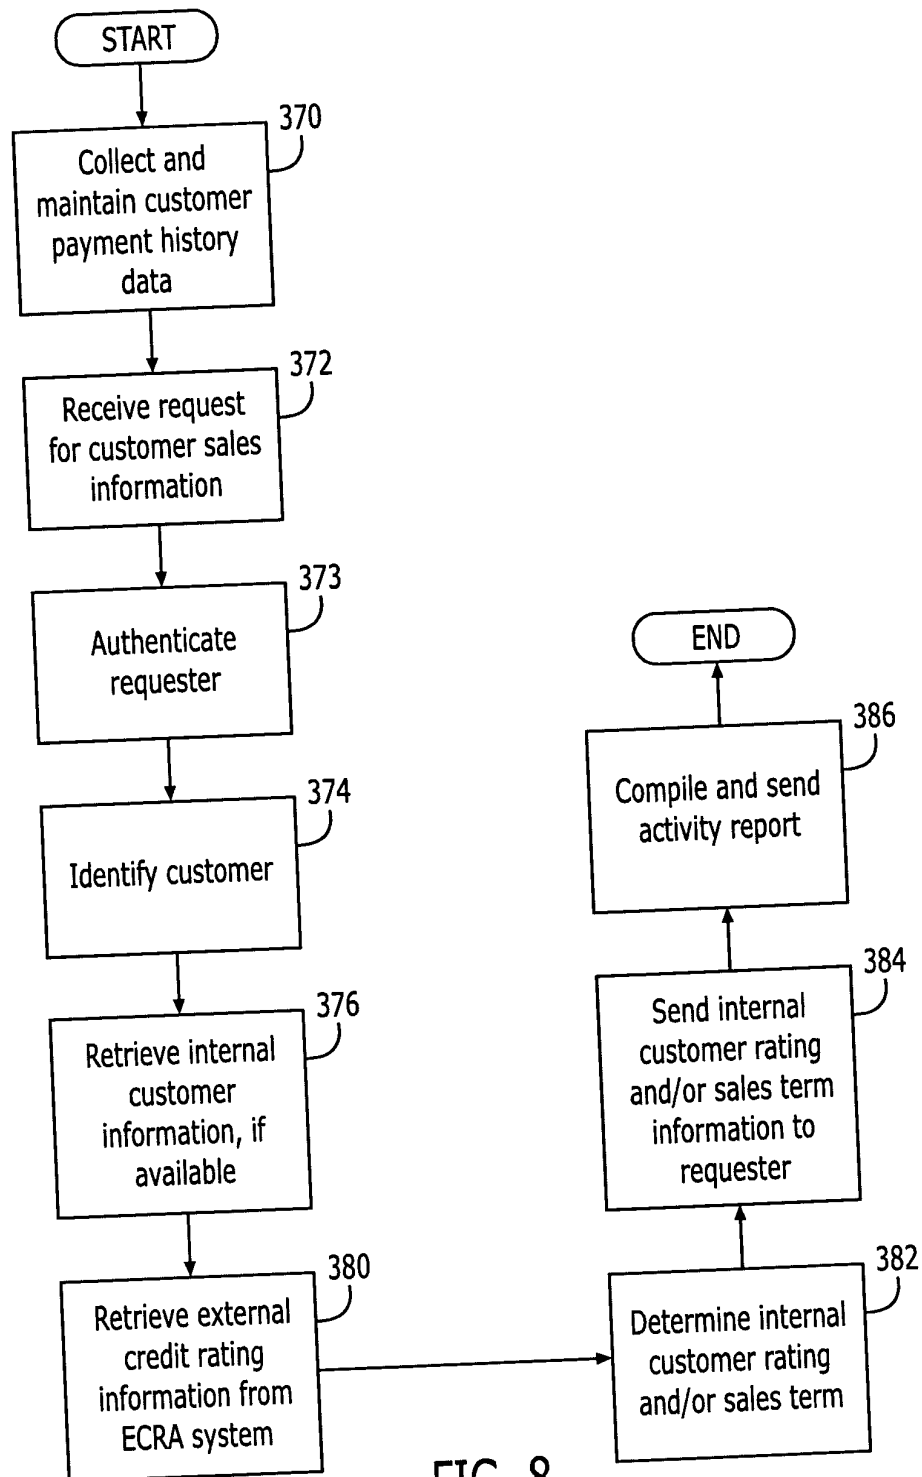 START
370
Collect and
maintain customer
payment history
data
372
Receive request
for customer sales
information
373
Authenticate
requester
374
Identify customer
376
Retrieve internal
customer
information, if
available
380
Retrieve external
credit rating
information from
ECRA system
382
Determine internal
customer rating
and/or sales term
384
Send internal
customer rating
and/or sales term
information to
requester
386
Compile and send
activity report
END
FIG. 8